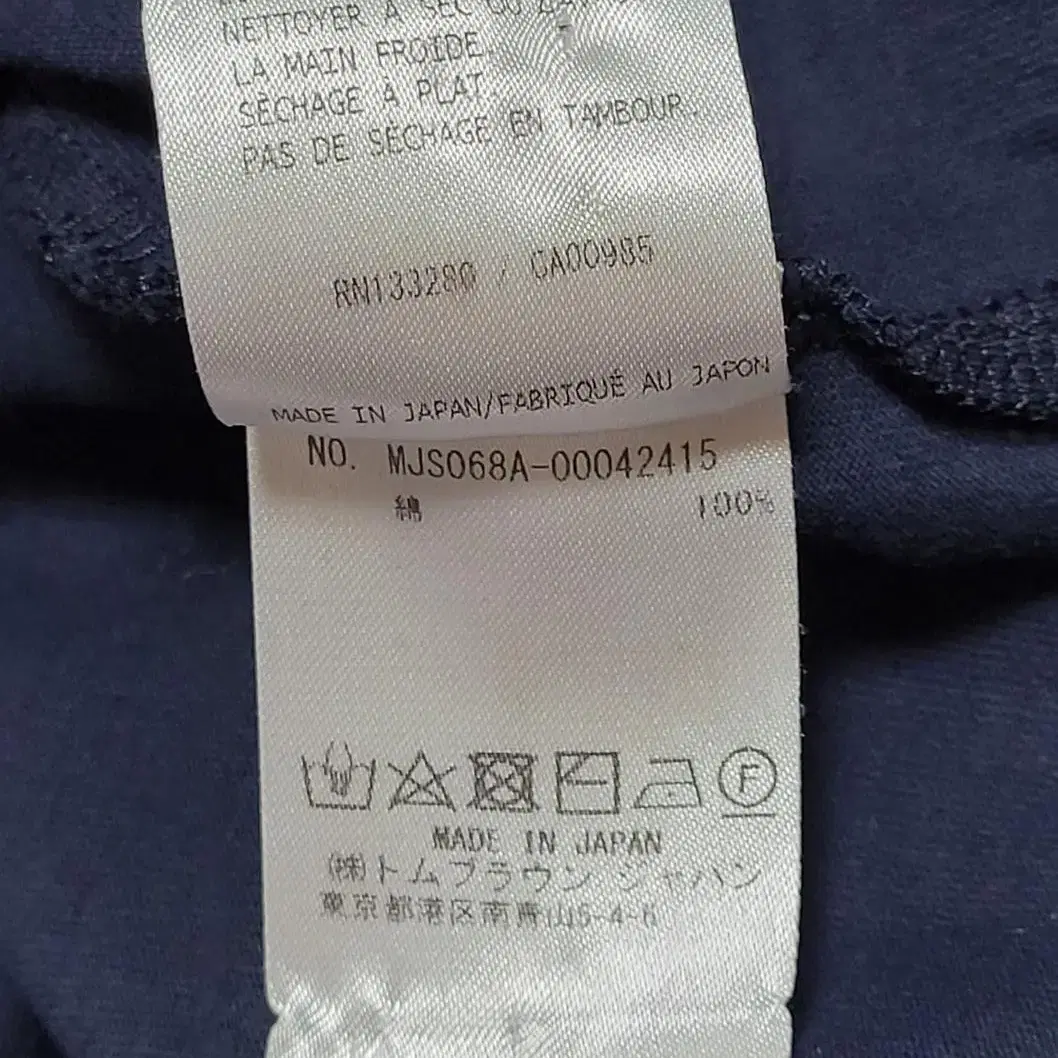 NETTOYER À SEC OU
LA MAIN FROIDE.
SÉCHAGE À PLAT.
PAS DE SÉCHAGE EN TAMBOUR.
RN133280 / CA00985
MADE IN JAPAN/FABRIQUÉ AU JAPON
NO. MJS068A-00042415
綿 100%
F
MADE IN JAPAN
(株)トムブラウン ジャパン
東京都港区南青山5-4-6